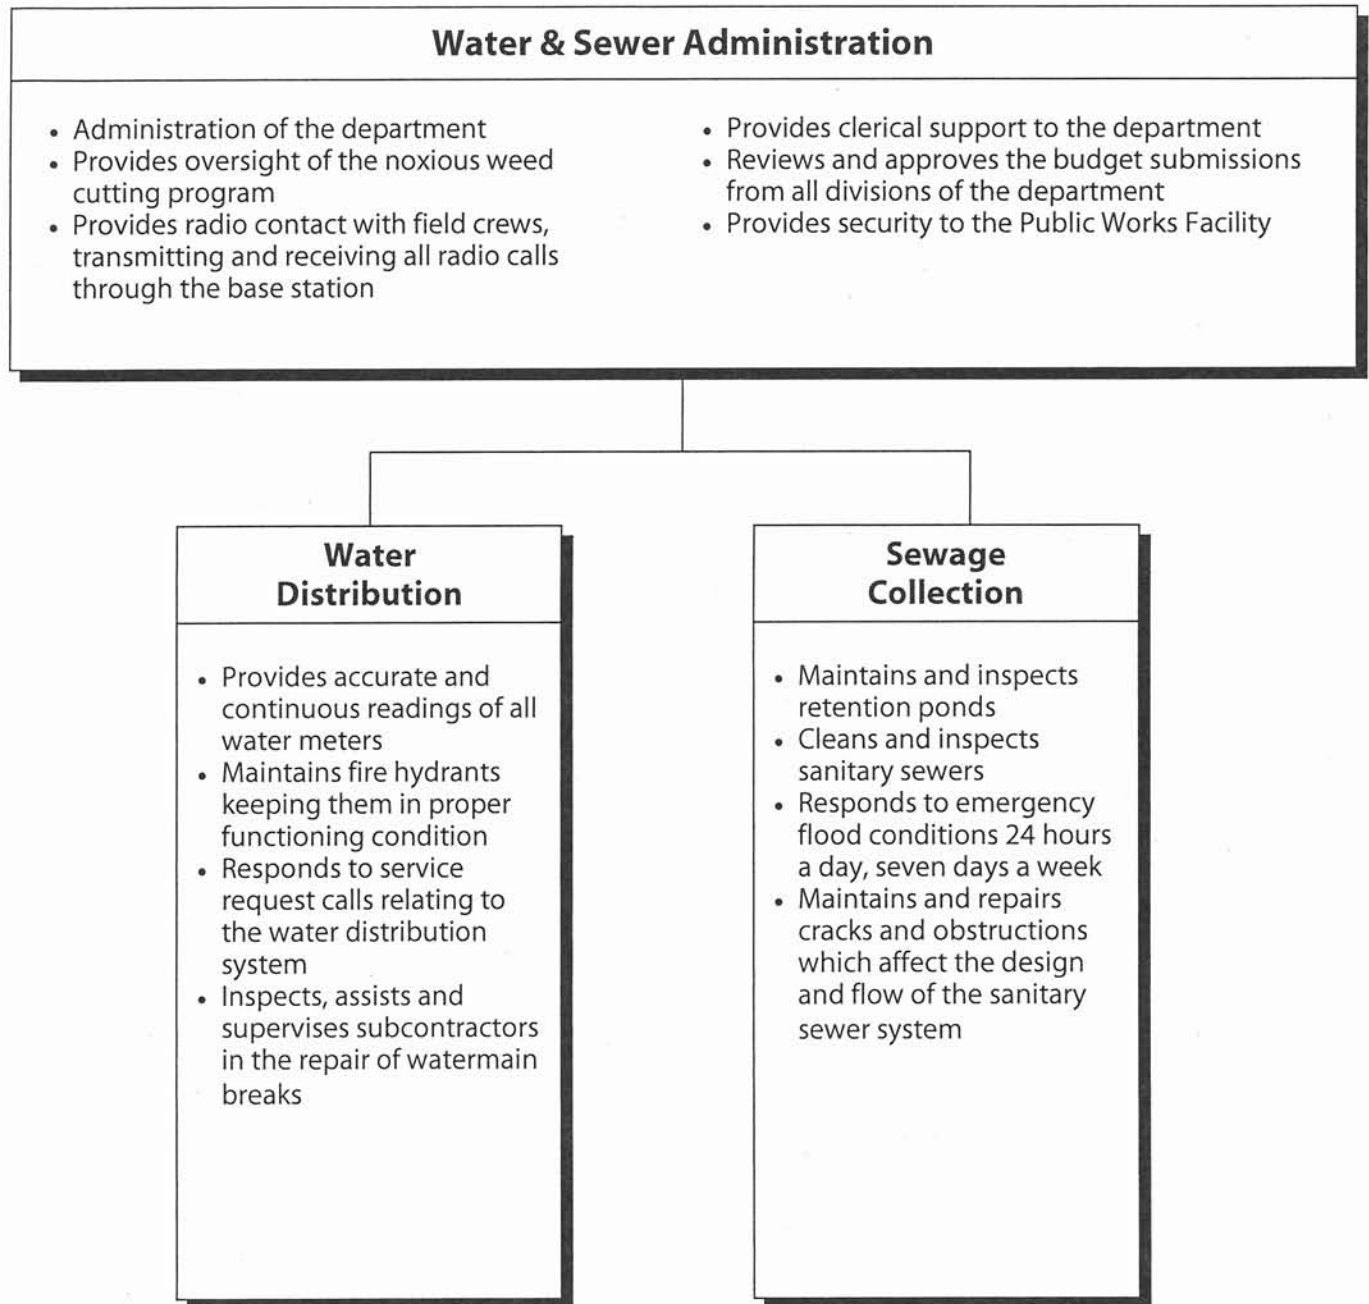 Water & Sewer Administration
• Administration of the department
• Provides oversight of the noxious weed
cutting program
• Provides radio contact with field crews,
transmitting and receiving all radio calls
through the base station
• Provides clerical support to the department
• Reviews and approves the budget submissions
from all divisions of the department
• Provides security to the Public Works Facility
Water
Distribution
• Provides accurate and
continuous readings of all
water meters
• Maintains fire hydrants
keeping them in proper
functioning condition
• Responds to service
request calls relating to
the water distribution
system
• Inspects, assists and
supervises subcontractors
in the repair of watermain
breaks
Sewage
Collection
• Maintains and inspects
retention ponds
• Cleans and inspects
sanitary sewers
• Responds to emergency
flood conditions 24 hours
a day, seven days a week
• Maintains and repairs
cracks and obstructions
which affect the design
and flow of the sanitary
sewer system